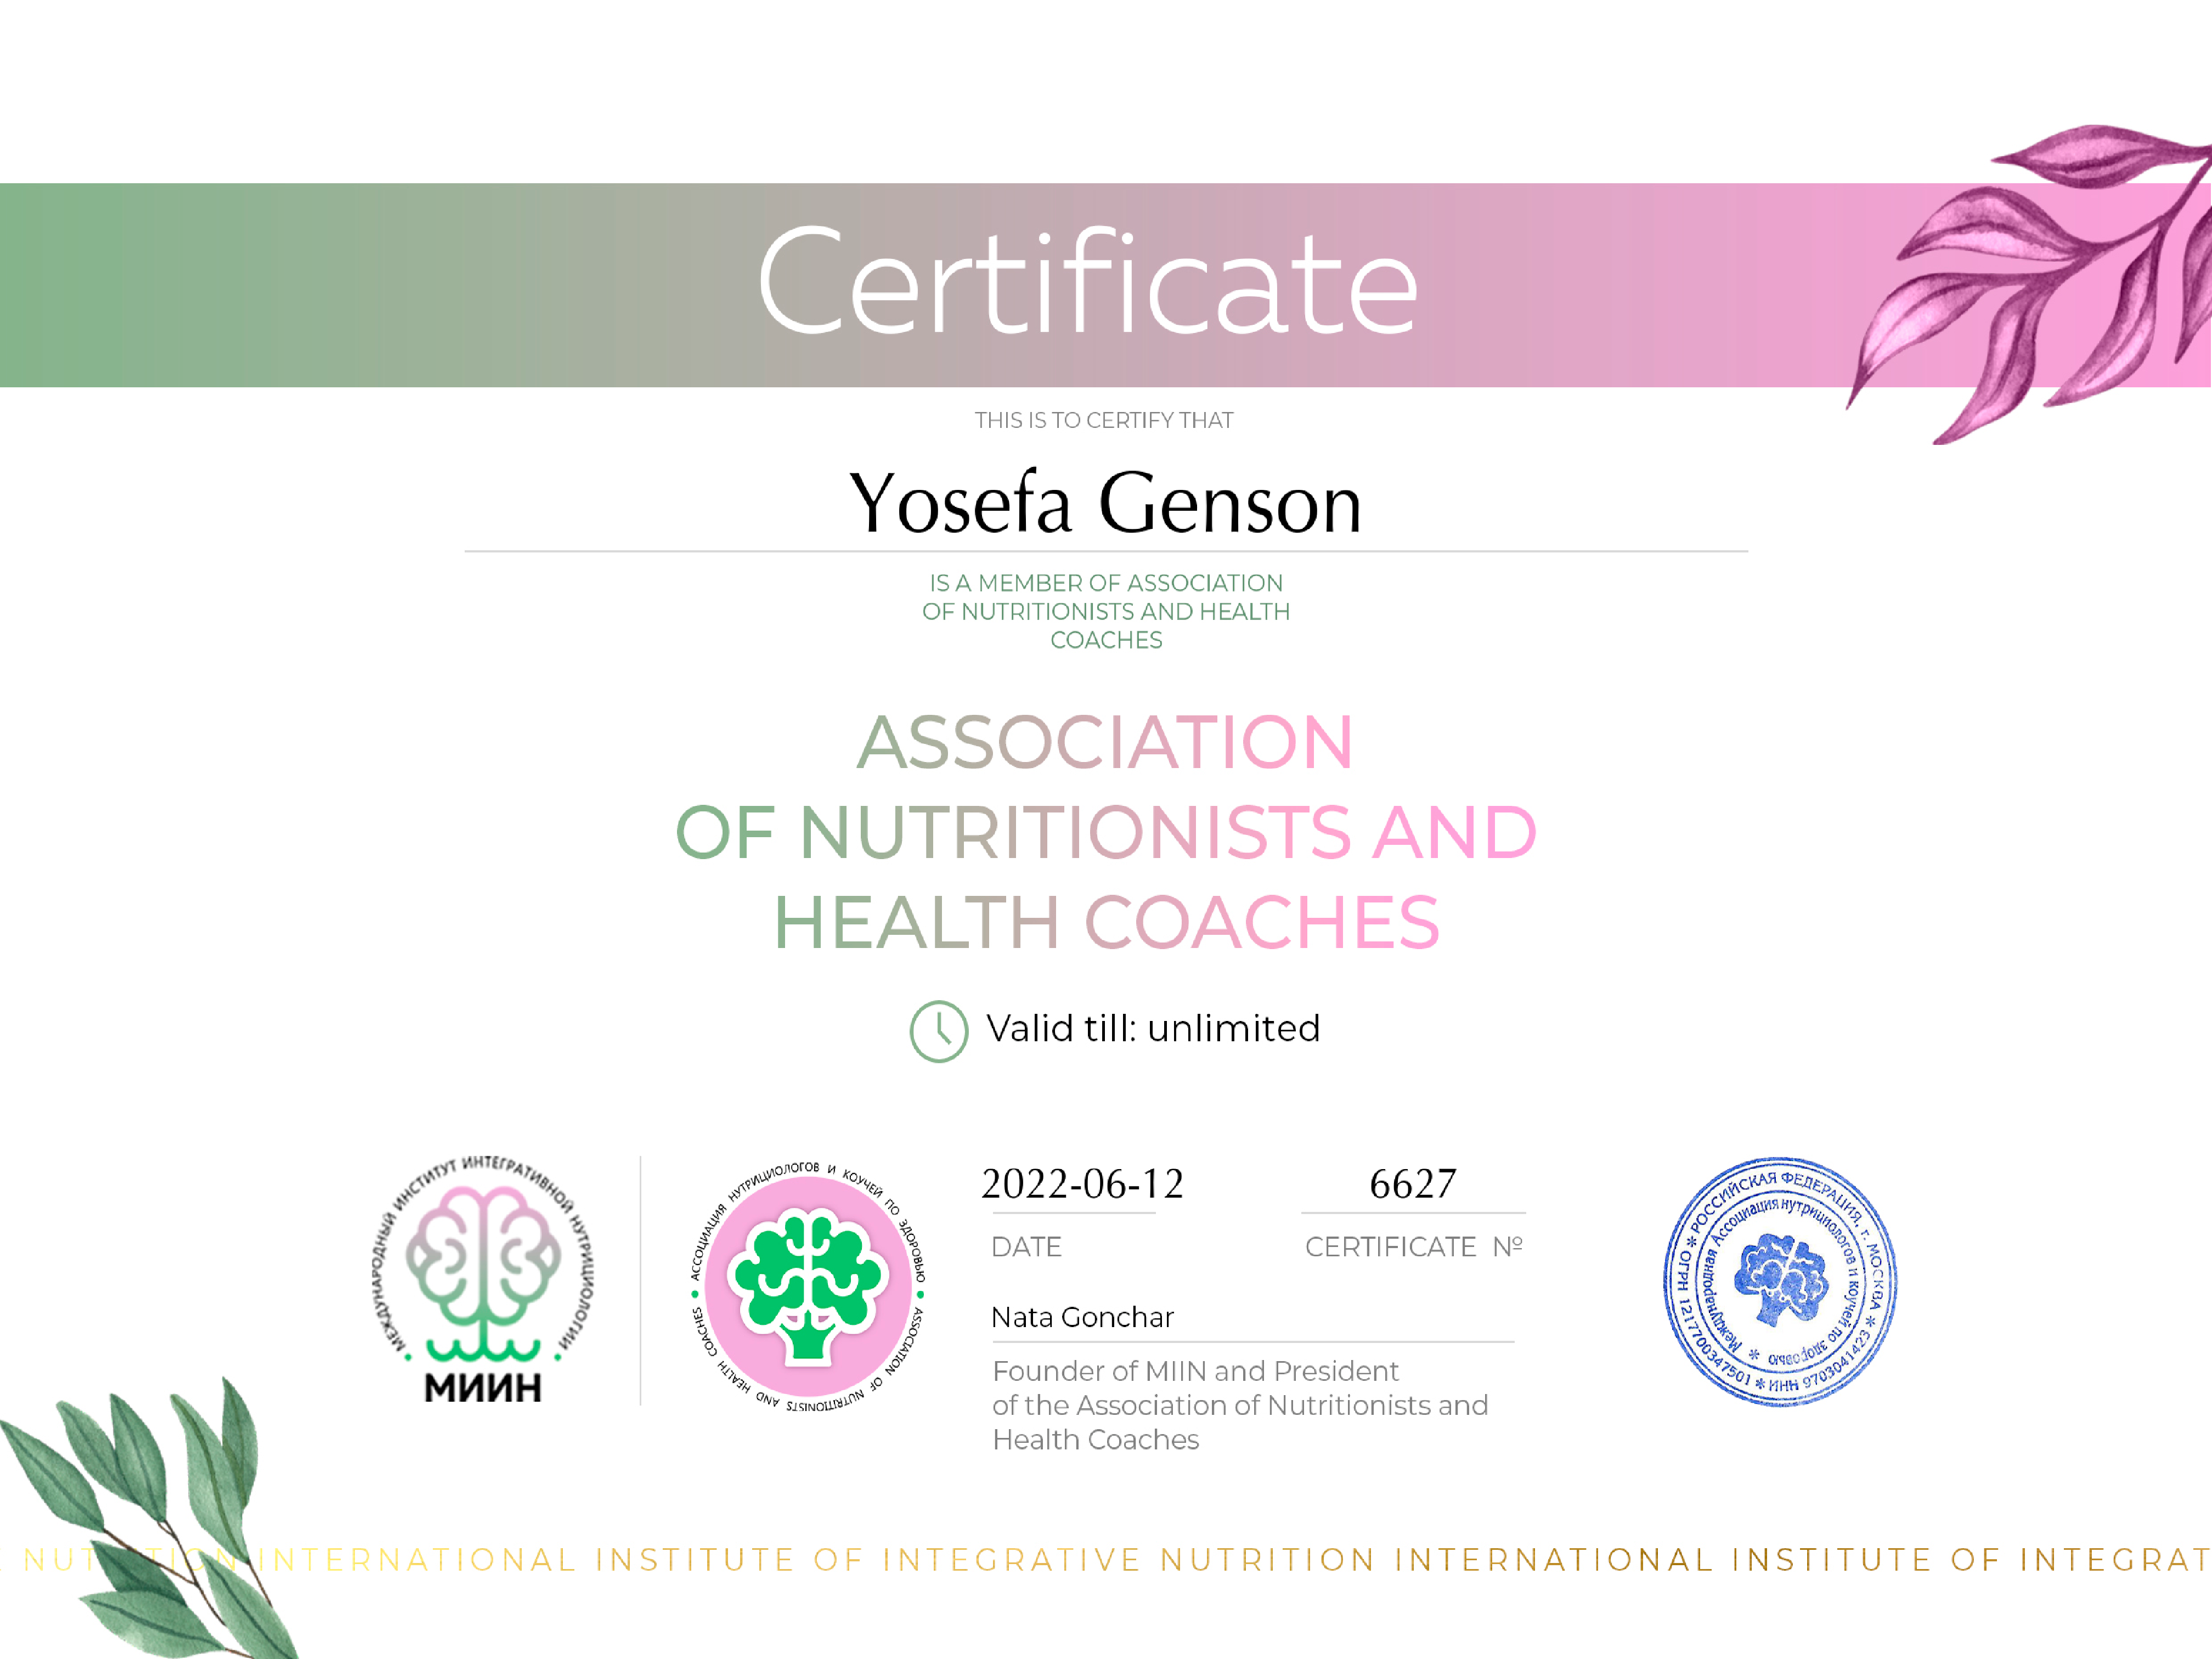 Certificate
THIS IS TO CERTIFY THAT
Yosefa Genson
IS A MEMBER OF ASSOCIATION
OF NUTRITIONISTS AND HEALTH
COACHES
ASSOCIATION
OF NUTRITIONISTS AND
HEALTH COACHES
Valid till: unlimited
МЕЖДУНАРОДНЫЙ ИНСТИТУТ ИНТЕГРАТИВНОЙ НУТРИЦИОЛОГИИ
МИИН
АССОЦИАЦИЯ НУТРИЦИОЛОГОВ И КОУЧЕЙ ПО ЗДОРОВЬЮ • ASSOCIATION OF NUTRITIONISTS AND HEALTH COACHES •
2022-06-12
DATE
6627
CERTIFICATE Nº
Nata Gonchar
Founder of MIIN and President
of the Association of Nutritionists and
Health Coaches
* РОССИЙСКАЯ ФЕДЕРАЦИЯ, г. МОСКВА * ИНН 9703041423 * ОГРН 1217700347501
* Международная Ассоциация нутрициологов и коучей по здоровью
NUTRITION INTERNATIONAL INSTITUTE OF INTEGRATIVE NUTRITION INTERNATIONAL INSTITUTE OF INTEGRAT